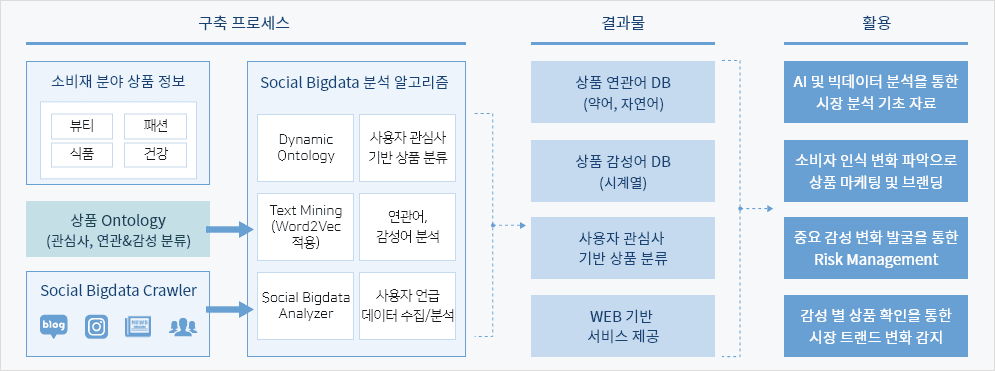 구축 프로세스
결과물
활용
소비재 분야 상품 정보
뷰티
패션
식품
건강
상품 Ontology
(관심사, 연관&감성 분류)
Social Bigdata Crawler
blog
NEWS
Social Bigdata 분석 알고리즘
Dynamic
Ontology
사용자 관심사
기반 상품 분류
Text Mining
(Word2Vec
적용)
연관어,
감성어 분석
Social Bigdata
Analyzer
사용자 언급
데이터 수집/분석
상품 연관어 DB
(약어, 자연어)
상품 감성어 DB
(시계열)
사용자 관심사
기반 상품 분류
WEB 기반
서비스 제공
AI 및 빅데이터 분석을 통한
시장 분석 기초 자료
소비자 인식 변화 파악으로
상품 마케팅 및 브랜딩
중요 감성 변화 발굴을 통한
Risk Management
감성 별 상품 확인을 통한
시장 트랜드 변화 감지